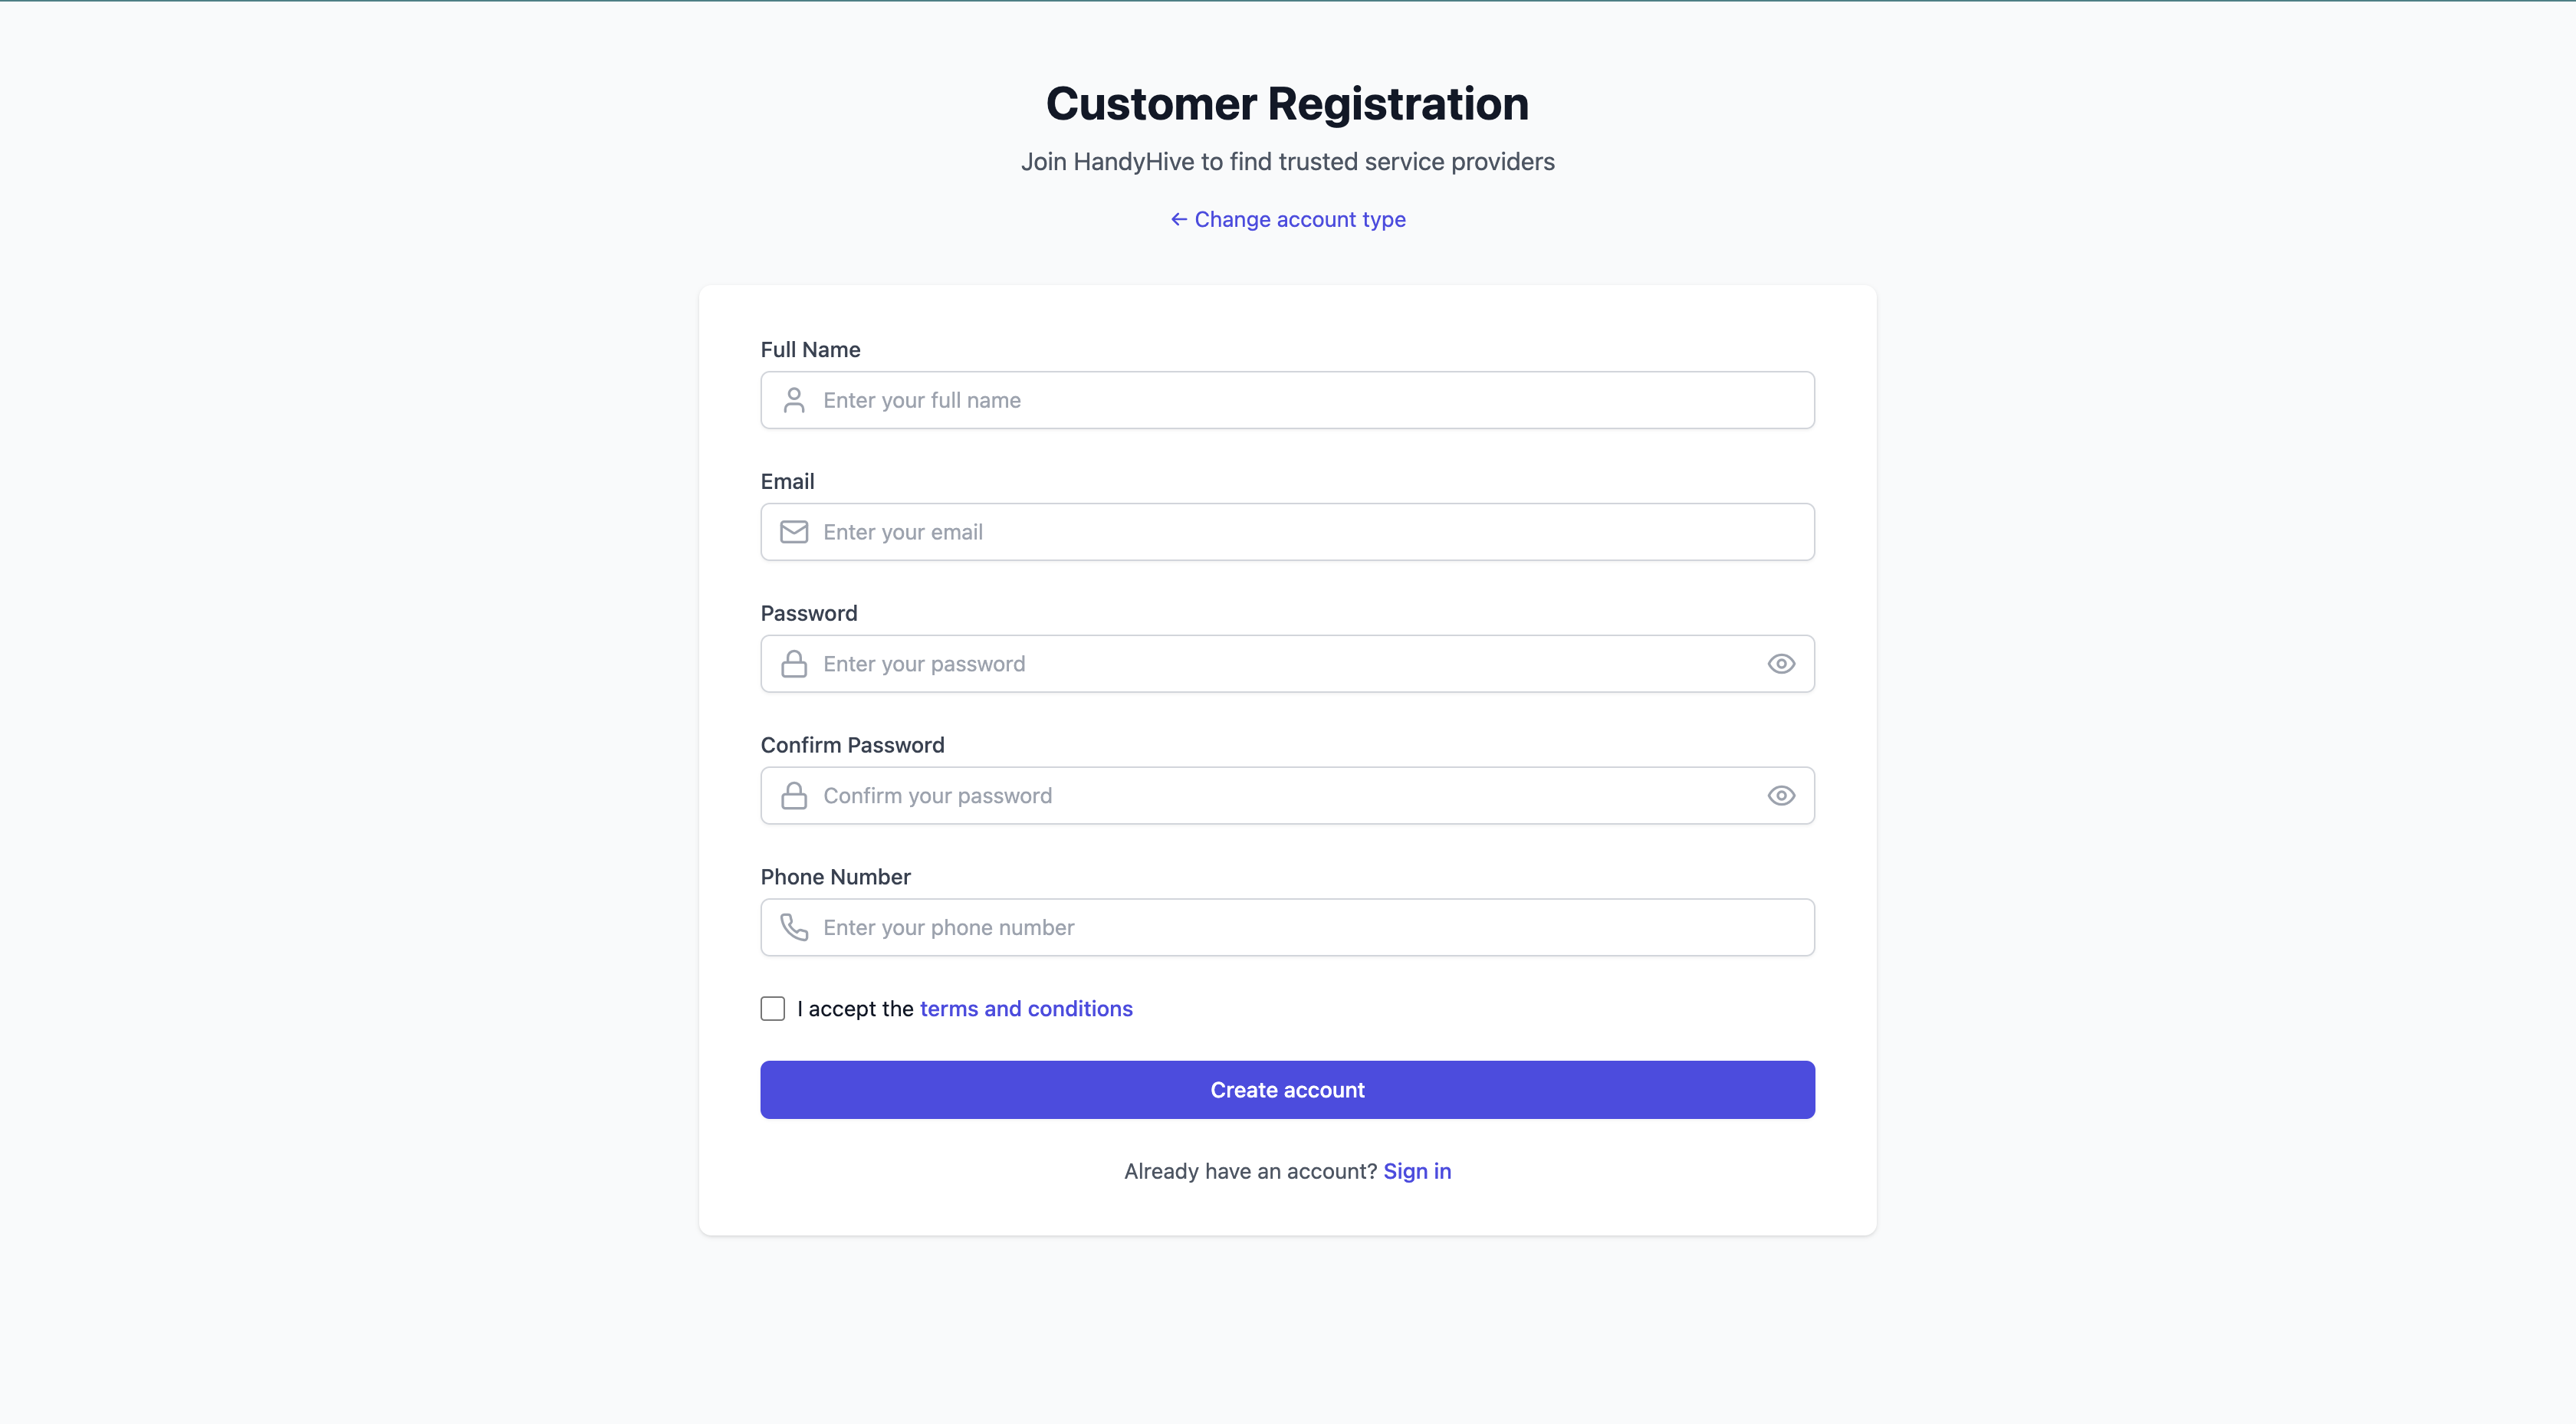 Customer Registration
Join HandyHive to find trusted service providers
← Change account type
Full Name
Enter your full name
Email
Enter your email
Password
Enter your password
Confirm Password
Confirm your password
Phone Number
Enter your phone number
I accept the terms and conditions
Create account
Already have an account? Sign in